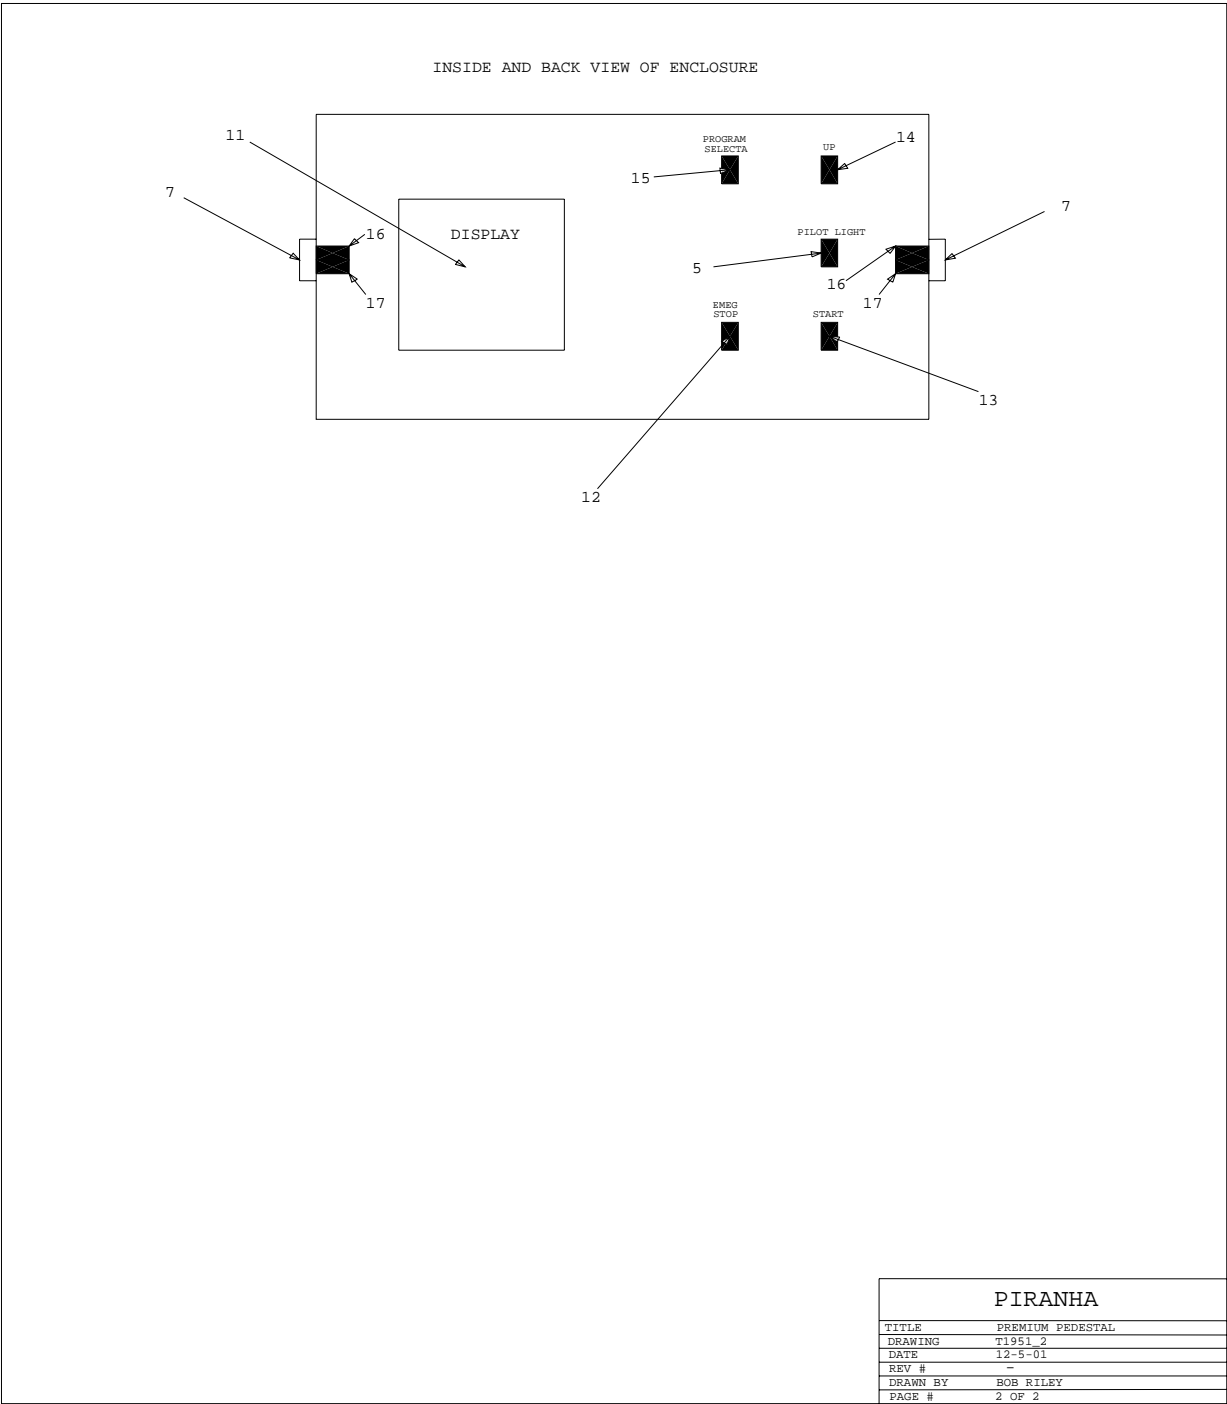 INSIDE AND BACK VIEW OF ENCLOSURE
11
PROGRAM
SELECTA
UP
14
15
7
7
16
DISPLAY
PILOT LIGHT
5
16
17
17
EMEG
STOP
START
13
12
PIRANHA
TITLE PREMIUM PEDESTAL
DRAWING T1951_2
DATE 12-5-01
REV # -
DRAWN BY BOB RILEY
PAGE # 2 OF 2